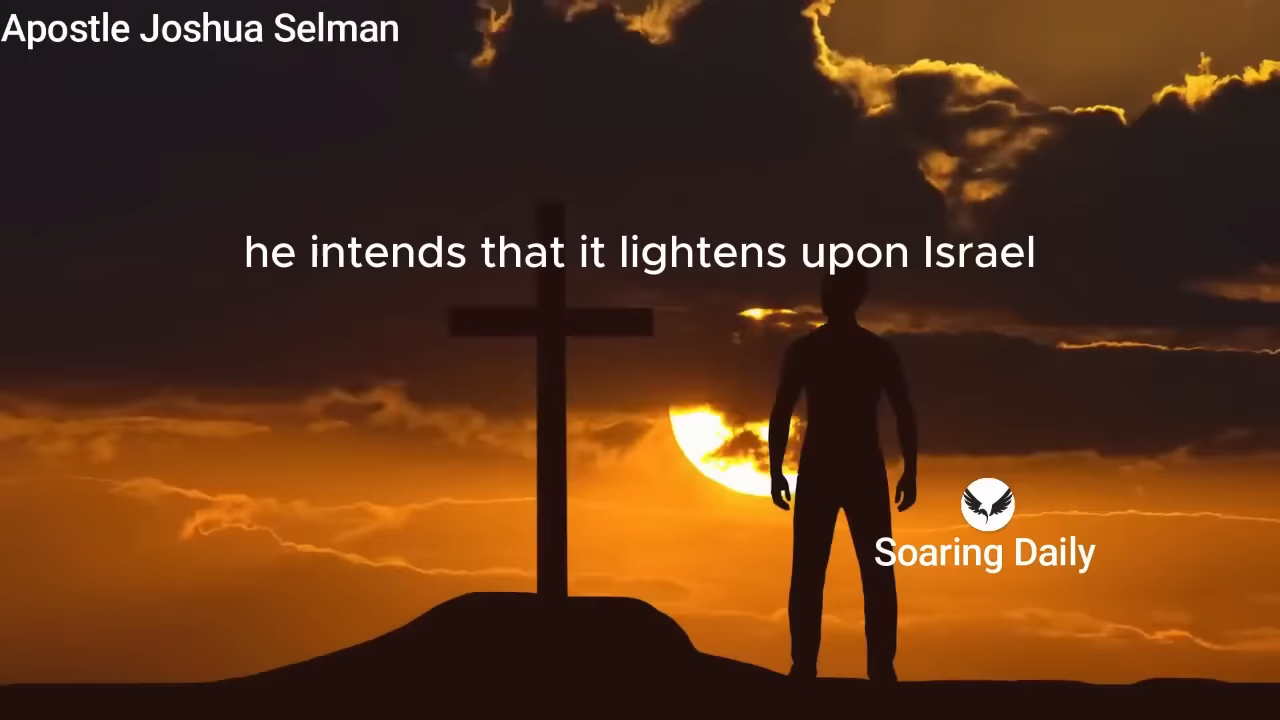 Apostle Joshua Selman
he intends that it lightens upon Israel
Soaring Daily